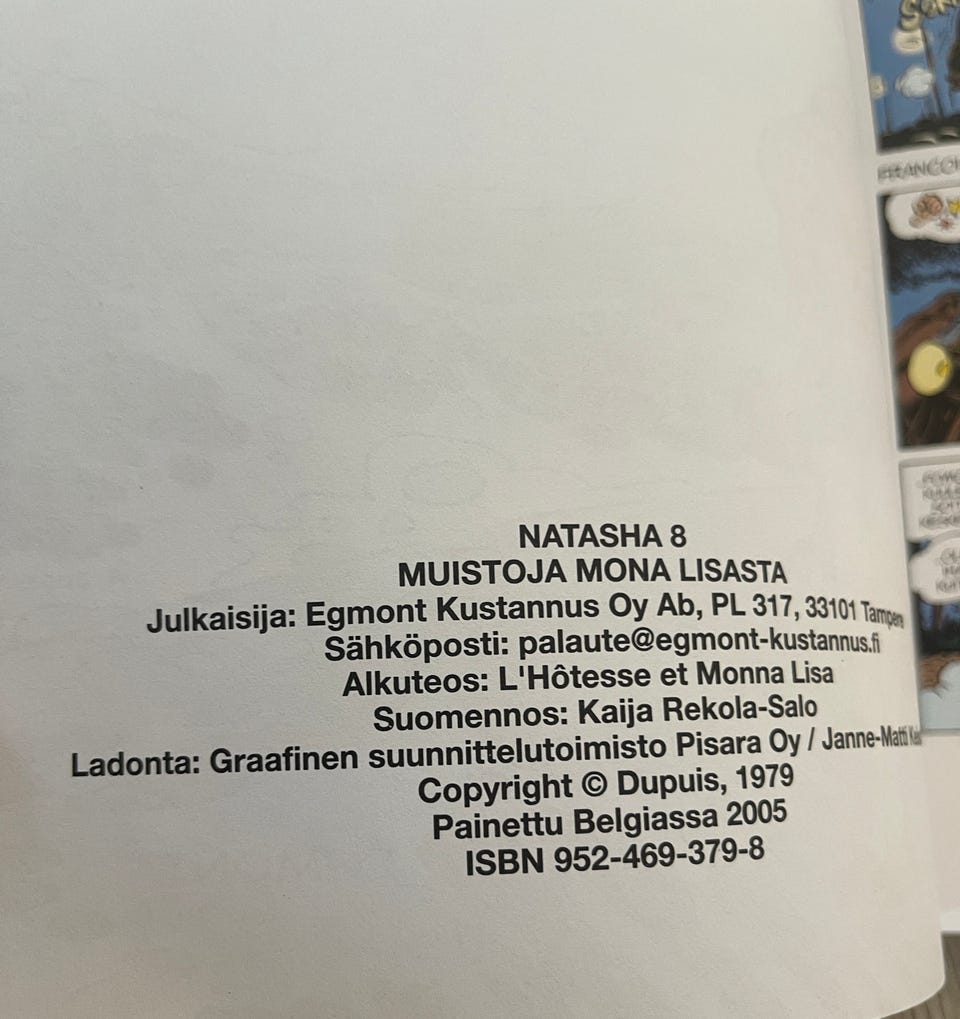 NATASHA 8
MUISTOJA MONA LISASTA
Julkaisija: Egmont Kustannus Oy Ab, PL 317, 33101 Tampere
Sähköposti: palaute@egmont-kustannus.fi
Alkuteos: L'Hôtesse et Monna Lisa
Suomennos: Kaija Rekola-Salo
Ladonta: Graafinen suunnittelutoimisto Pisara Oy / Janne-Matti
Copyright © Dupuis, 1979
Painettu Belgiassa 2005
ISBN 952-469-379-8